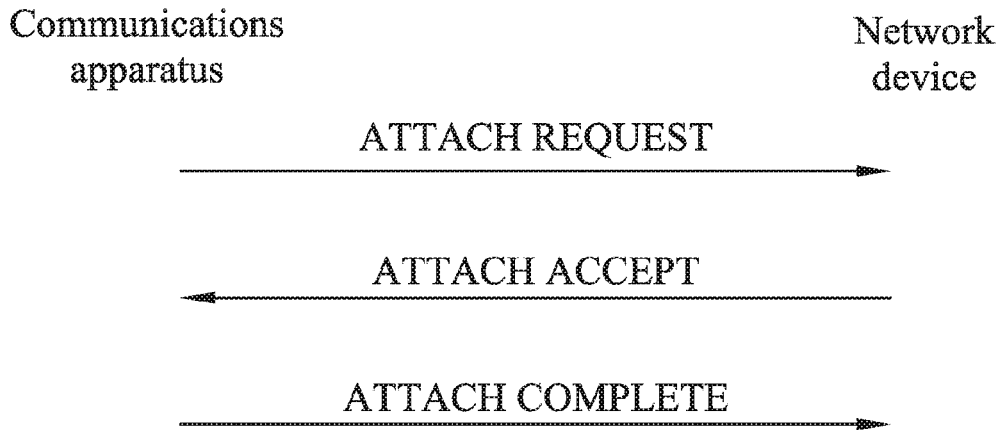 Communications
apparatus
Network
device
ATTACH REQUEST
ATTACH ACCEPT
ATTACH COMPLETE